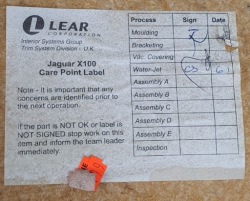 LEAR
CORPORATION
Interior Systems Group
Trim System Division - U.K.
Jaguar X100
Care Point Label
Note - It is important that any
concerns are identified prior to
the next operation.
If the part is NOT OK or label is
NOT SIGNED stop work on this
item and inform the team leader
immediately.
Process Sign Date
Moulding
Bracketing
Vac. Covering
Water-Jet 6
Assembly A
Assembly B
Assembly C
Assembly D
Assembly E
Inspection